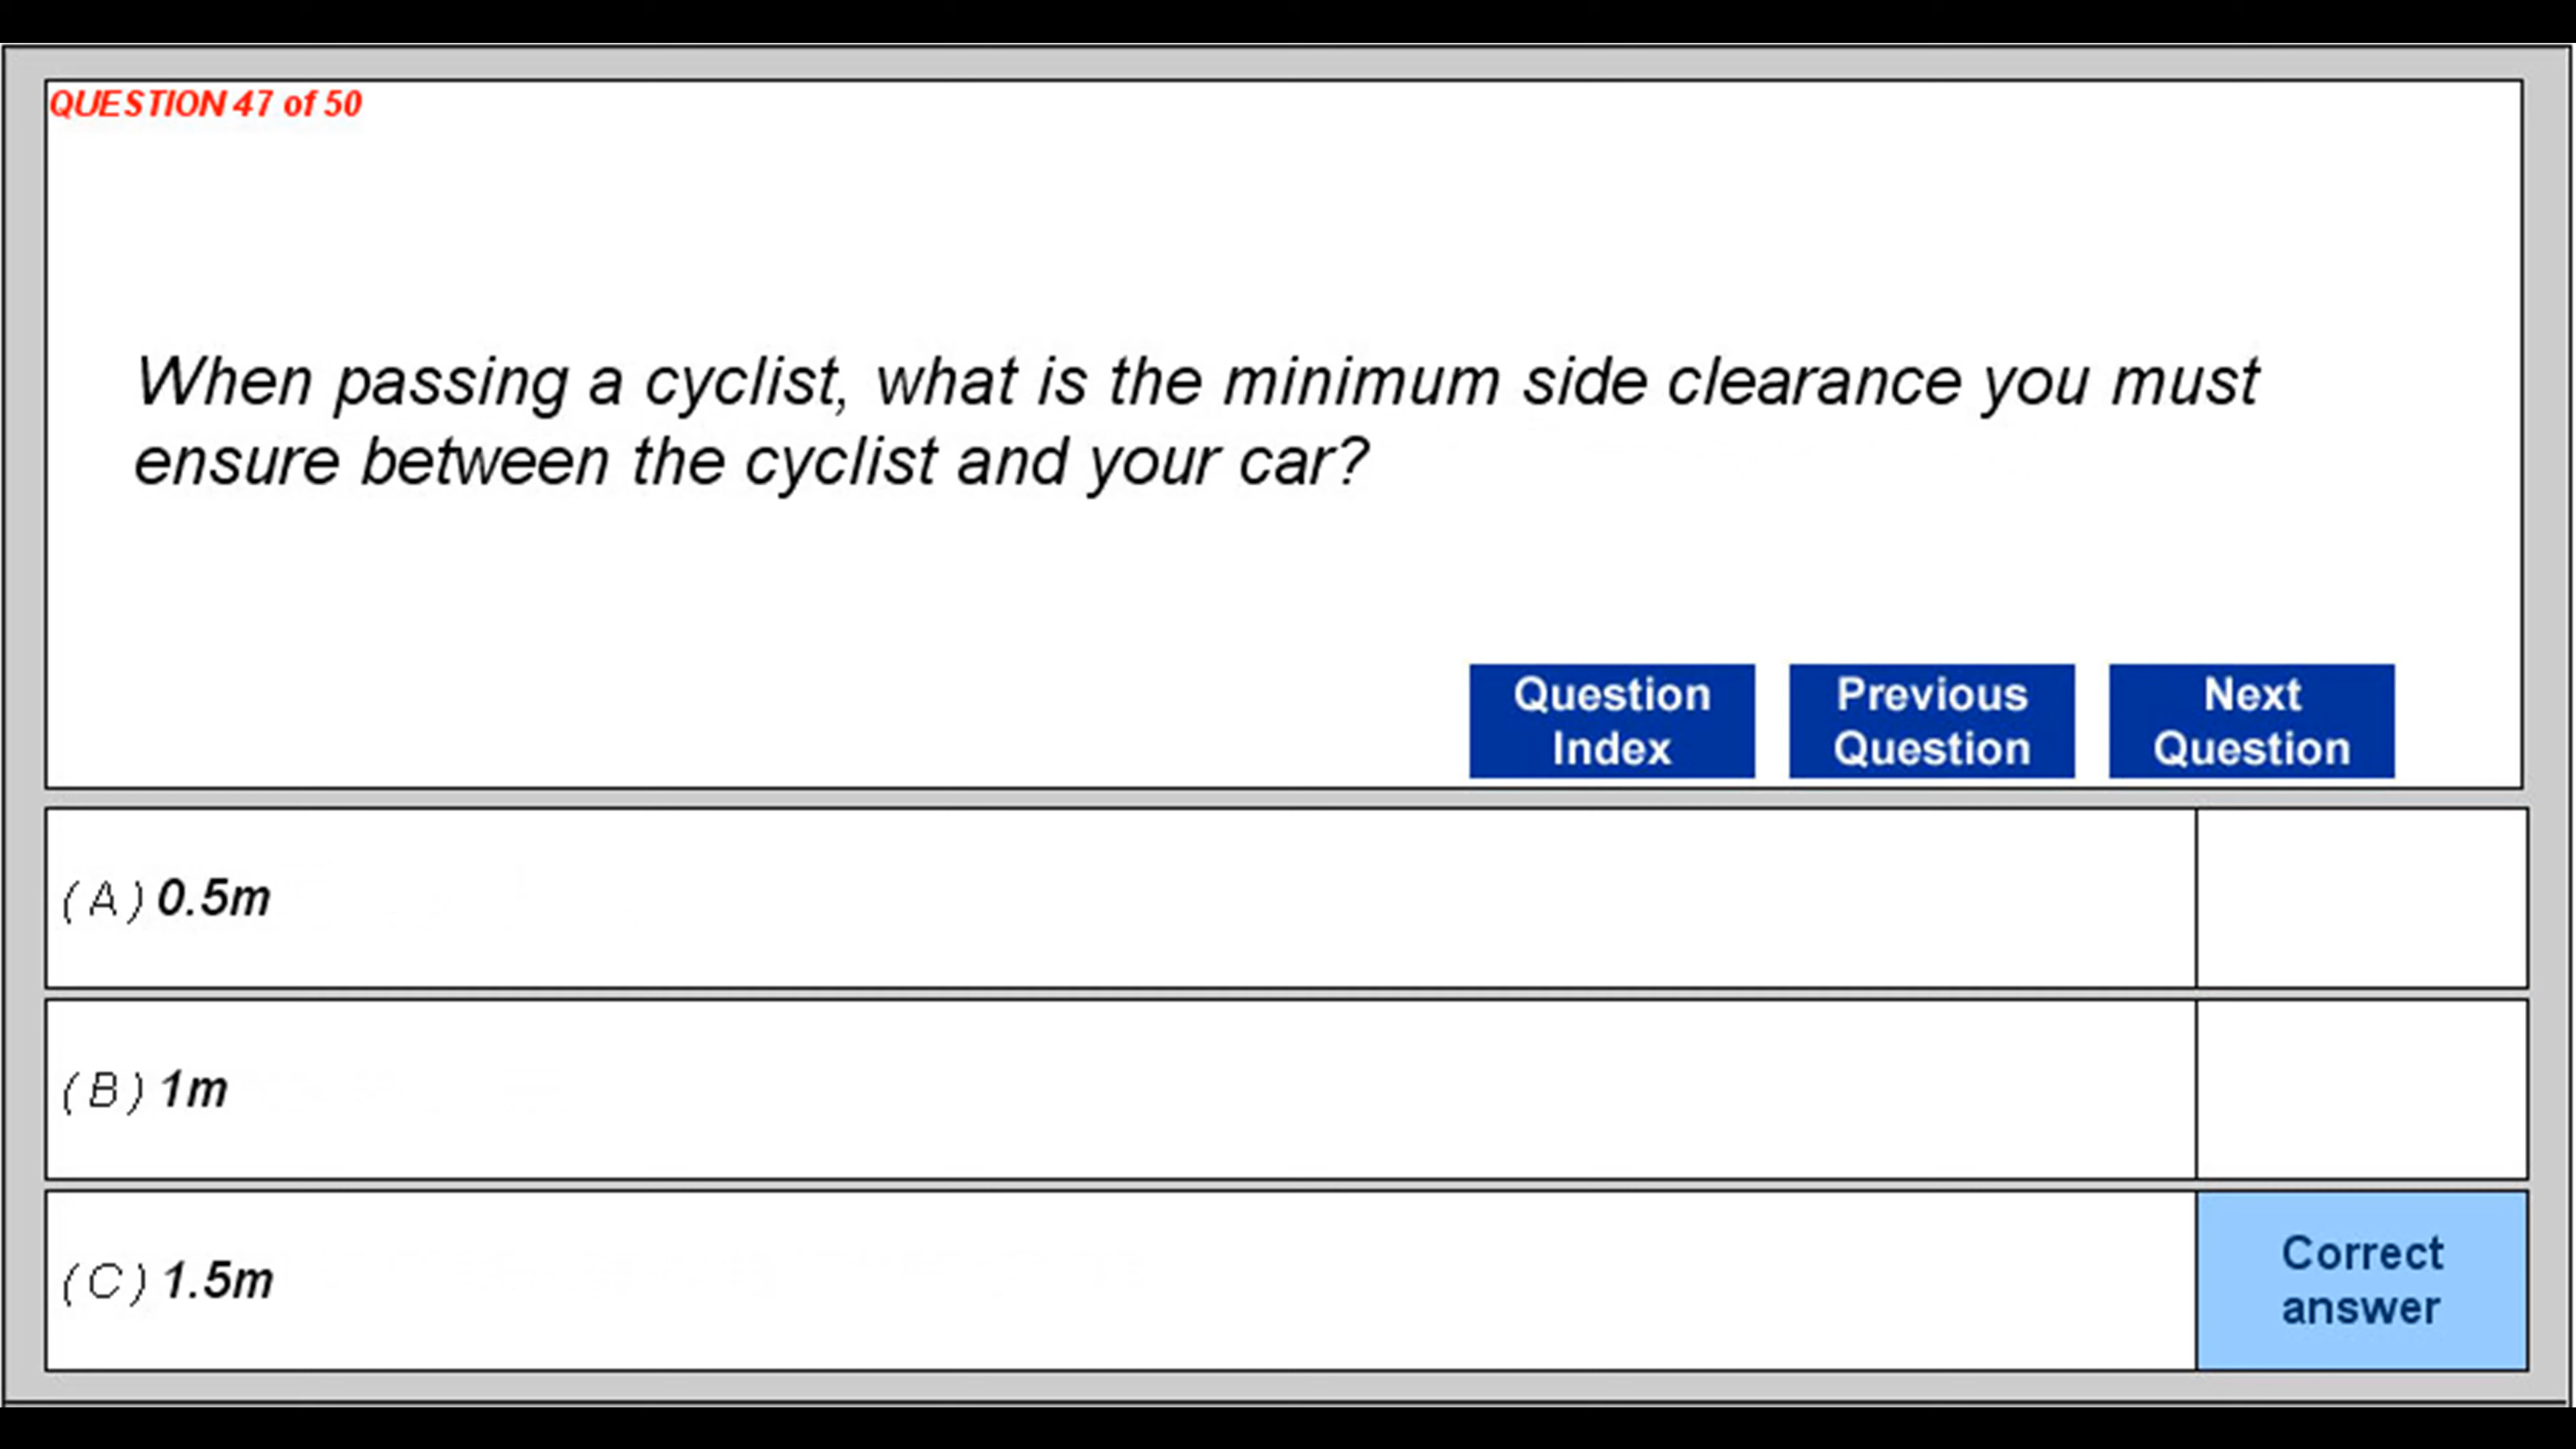 QUESTION 47 of 50
When passing a cyclist, what is the minimum side clearance you must
ensure between the cyclist and your car?
Question
Index
Previous
Question
Next
Question
(A) 0.5m
(B) 1m
(C) 1.5m
Correct
answer